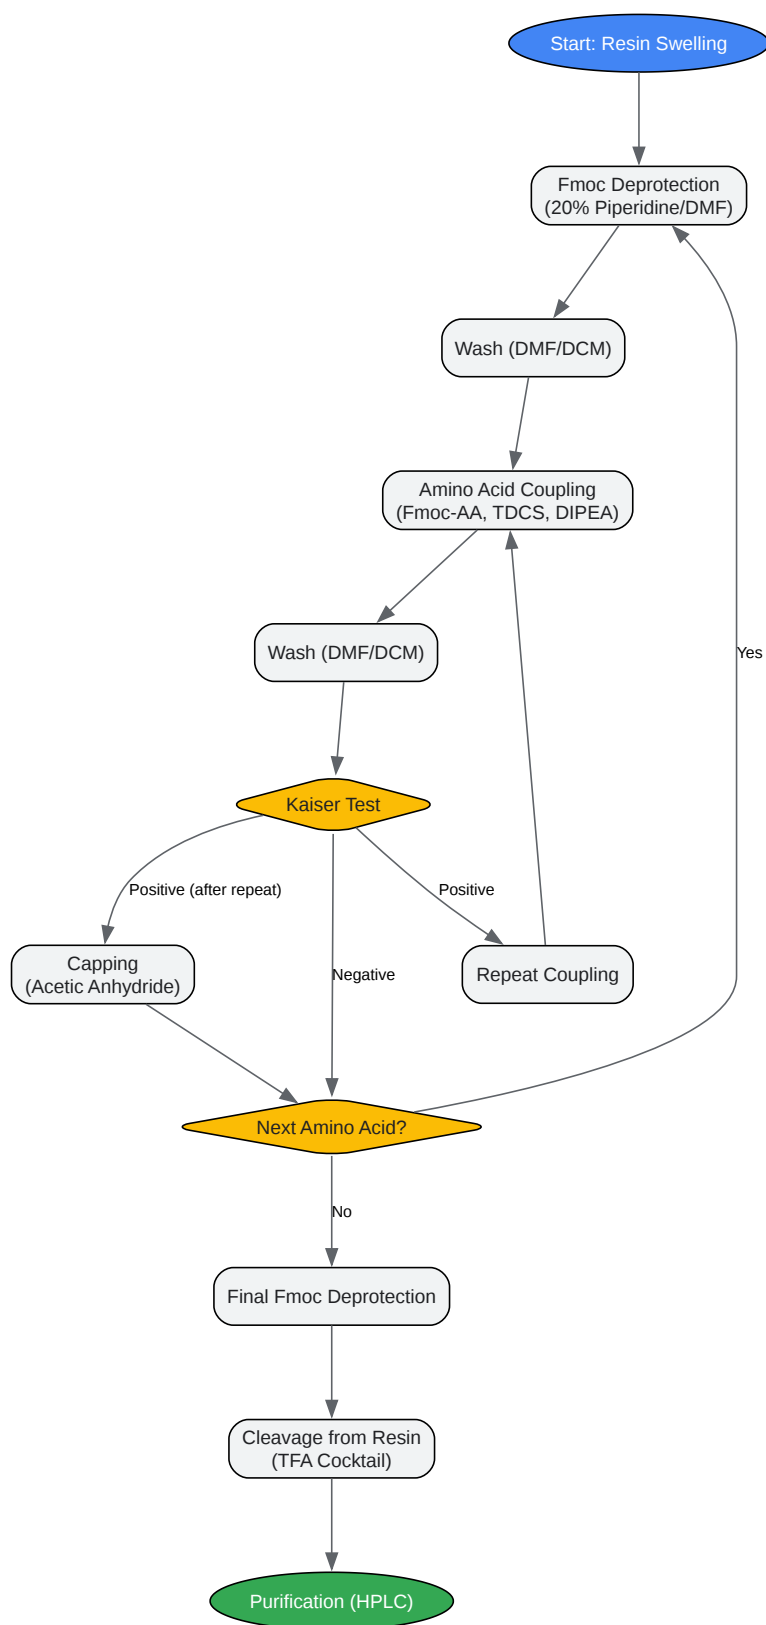 Start: Resin Swelling
Fmoc Deprotection
(20% Piperidine/DMF)
Wash (DMF/DCM)
Amino Acid Coupling
(Fmoc-AA, TDCS, DIPEA)
Wash (DMF/DCM)
Yes
Kaiser Test
Positive (after repeat)
Positive
Capping
(Acetic Anhydride)
Negative
Repeat Coupling
Next Amino Acid?
No
Final Fmoc Deprotection
Cleavage from Resin
(TFA Cocktail)
Purification (HPLC)